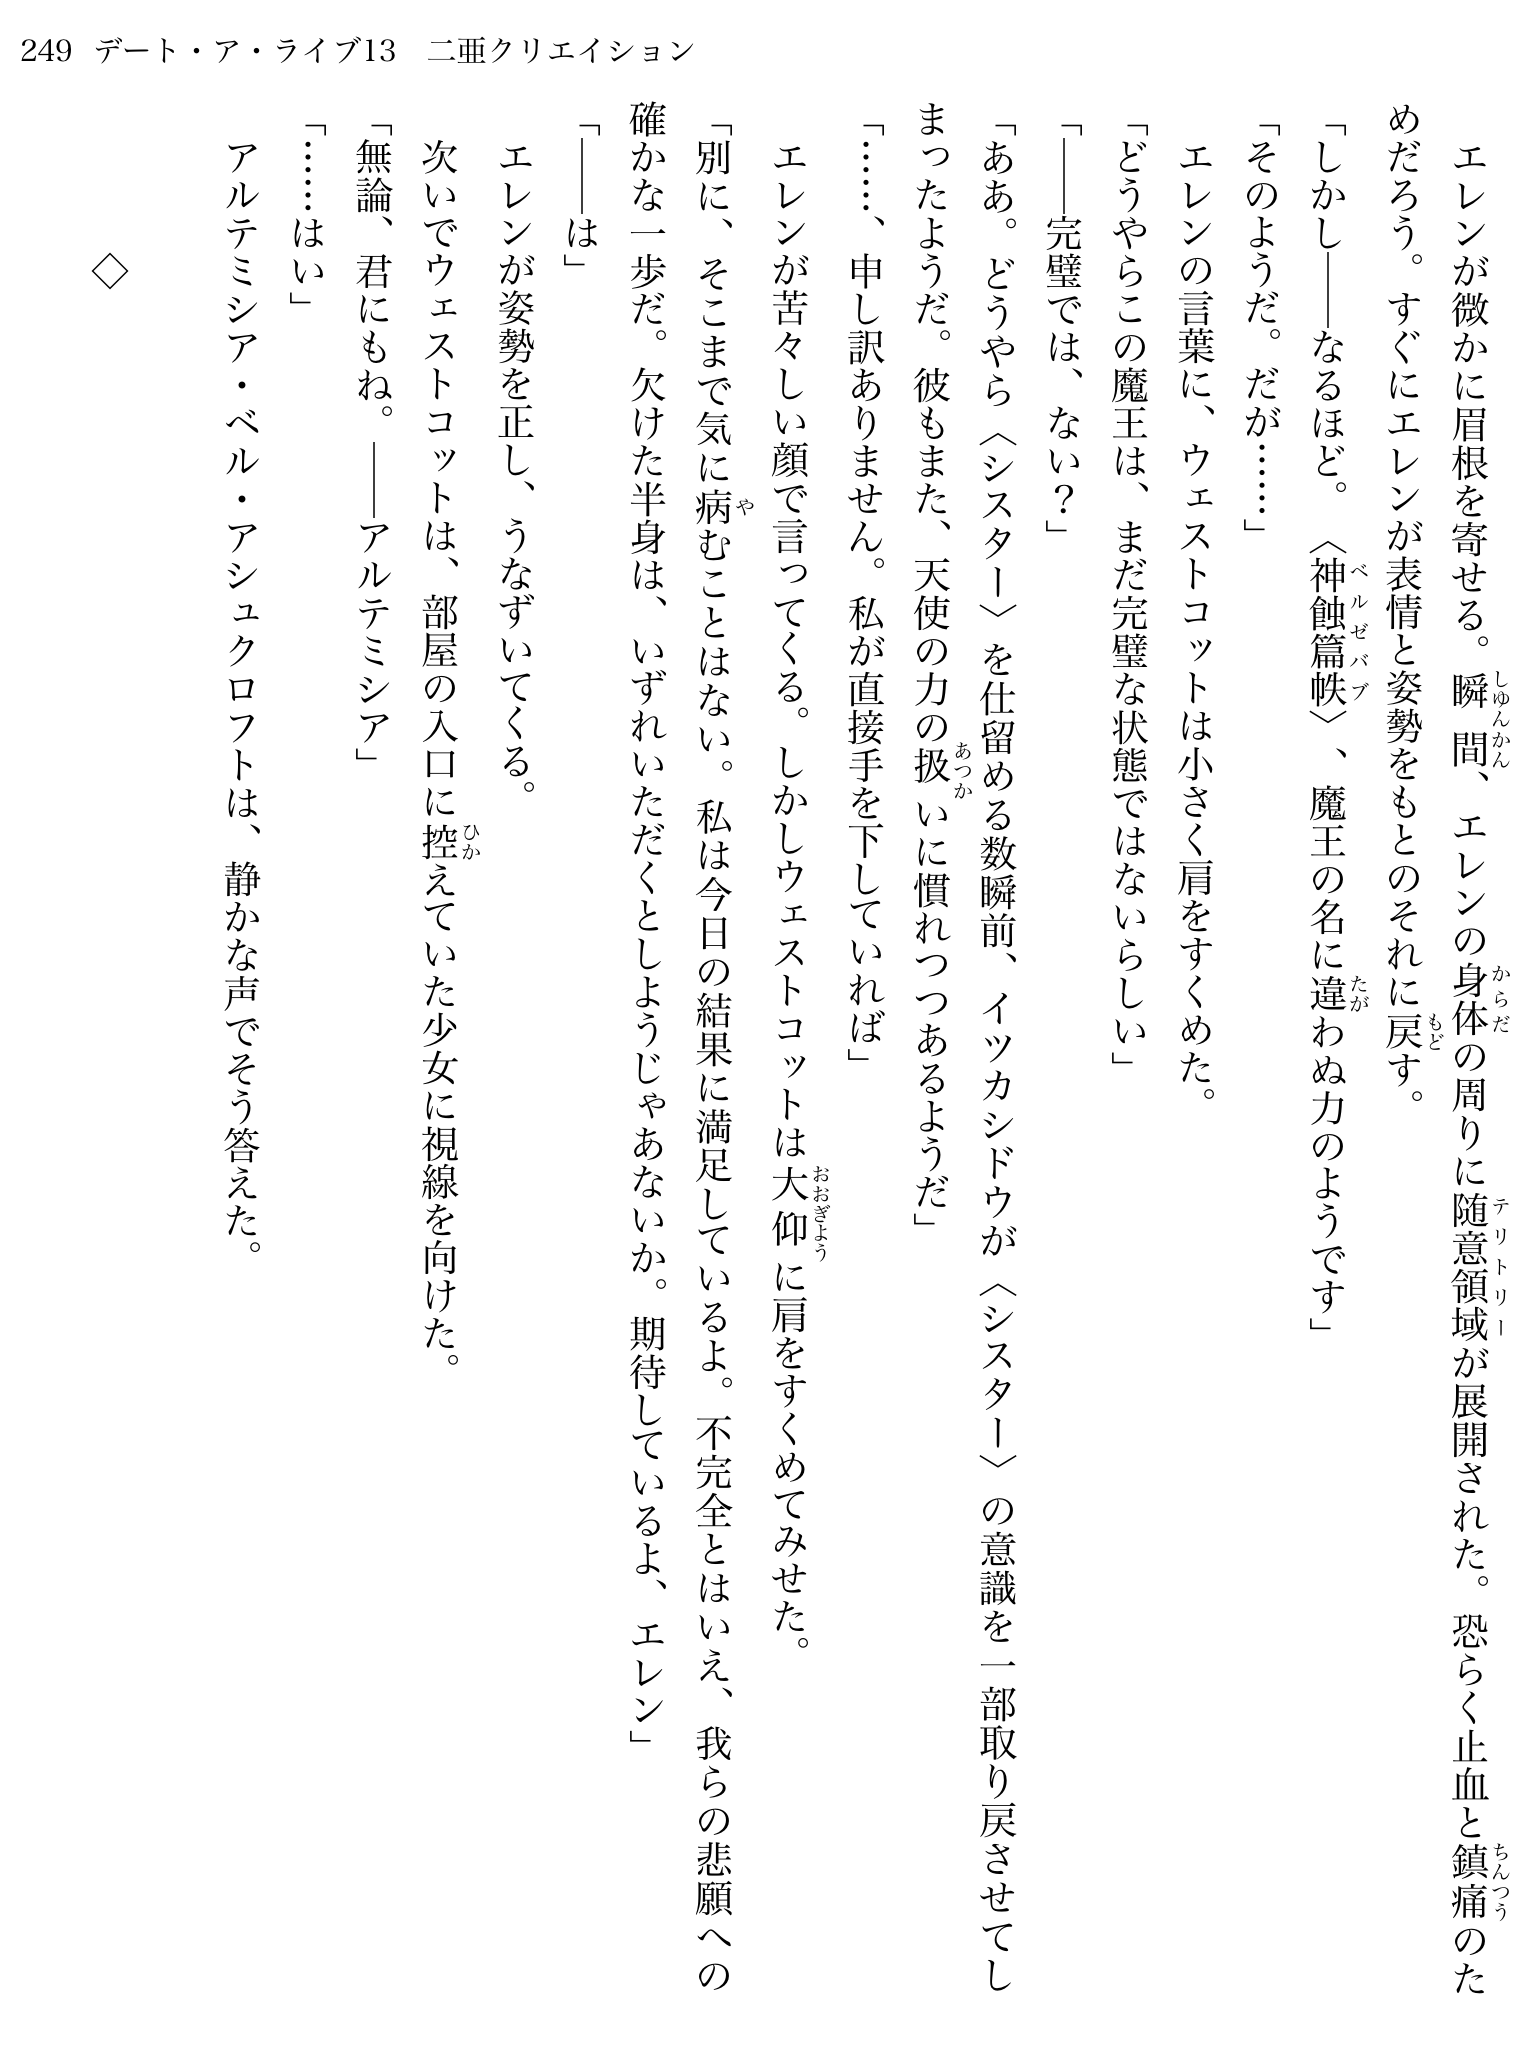 249 デート・ア・ライブ13　二亜クリエイション
　エレンが微かに眉根を寄せる。瞬間、エレンの身体の周りに随意領域が展開された。恐らく止血と鎮痛のた
めだろう。すぐにエレンが表情と姿勢をもとのそれに戻す。
「しかし――なるほど。〈神蝕篇帙〉、魔王の名に違わぬ力のようです」
「そのようだ。だが……」
　エレンの言葉に、ウェストコットは小さく肩をすくめた。
「どうやらこの魔王は、まだ完璧な状態ではないらしい」
「――完璧では、ない？」
「ああ。どうやら〈シスター〉を仕留める数瞬前、イツカシドウが〈シスター〉の意識を一部取り戻させてし
まったようだ。彼もまた、天使の力の扱いに慣れつつあるようだ」
「……、申し訳ありません。私が直接手を下していれば」
　エレンが苦々しい顔で言ってくる。しかしウェストコットは大仰に肩をすくめてみせた。
「別に、そこまで気に病むことはない。私は今日の結果に満足しているよ。不完全とはいえ、我らの悲願への
確かな一歩だ。欠けた半身は、いずれいただくとしようじゃあないか。期待しているよ、エレン」
「――は」
　エレンが姿勢を正し、うなずいてくる。
　次いでウェストコットは、部屋の入口に控えていた少女に視線を向けた。
「無論、君にもね。――アルテミシア」
「……はい」
　アルテミシア・ベル・アシュクロフトは、静かな声でそう答えた。
◇